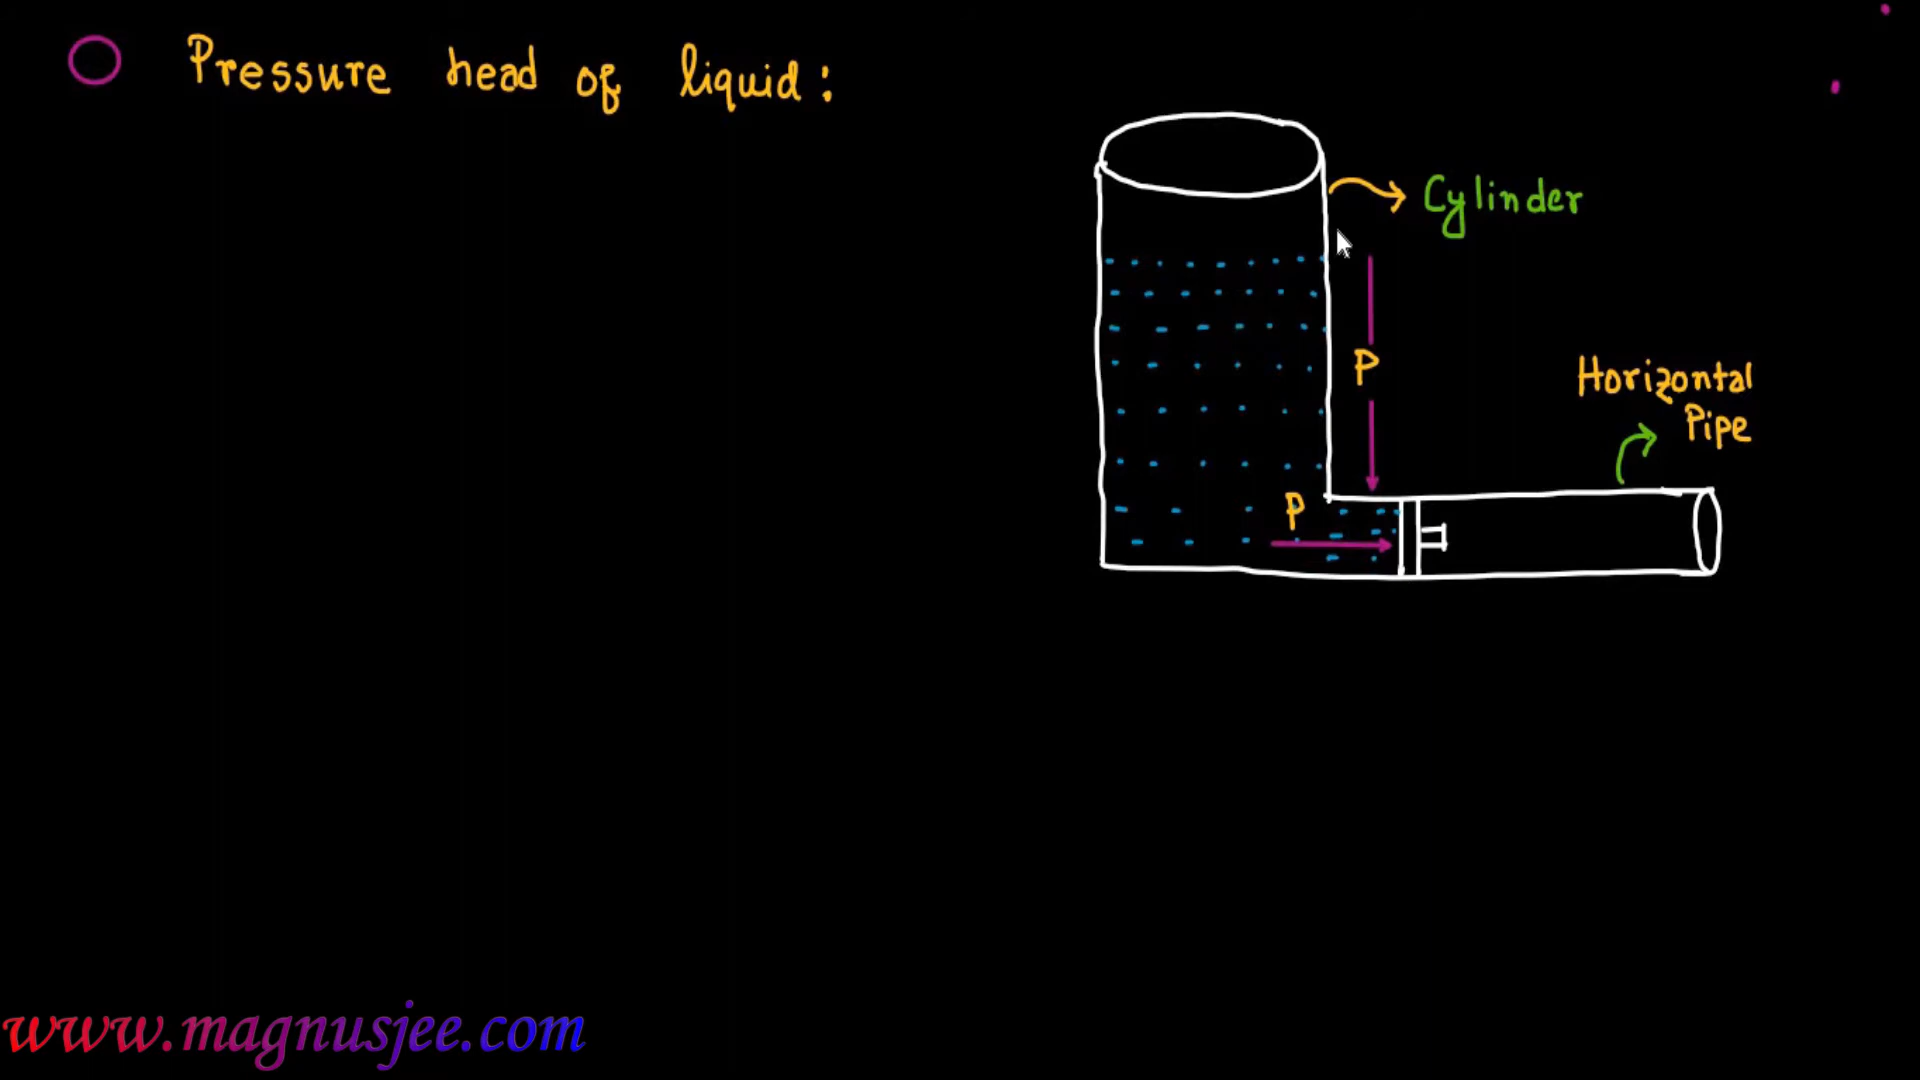 Pressure head of liquid:
Cylinder
P
Horizontal
Pipe
P
www.magnusjee.com